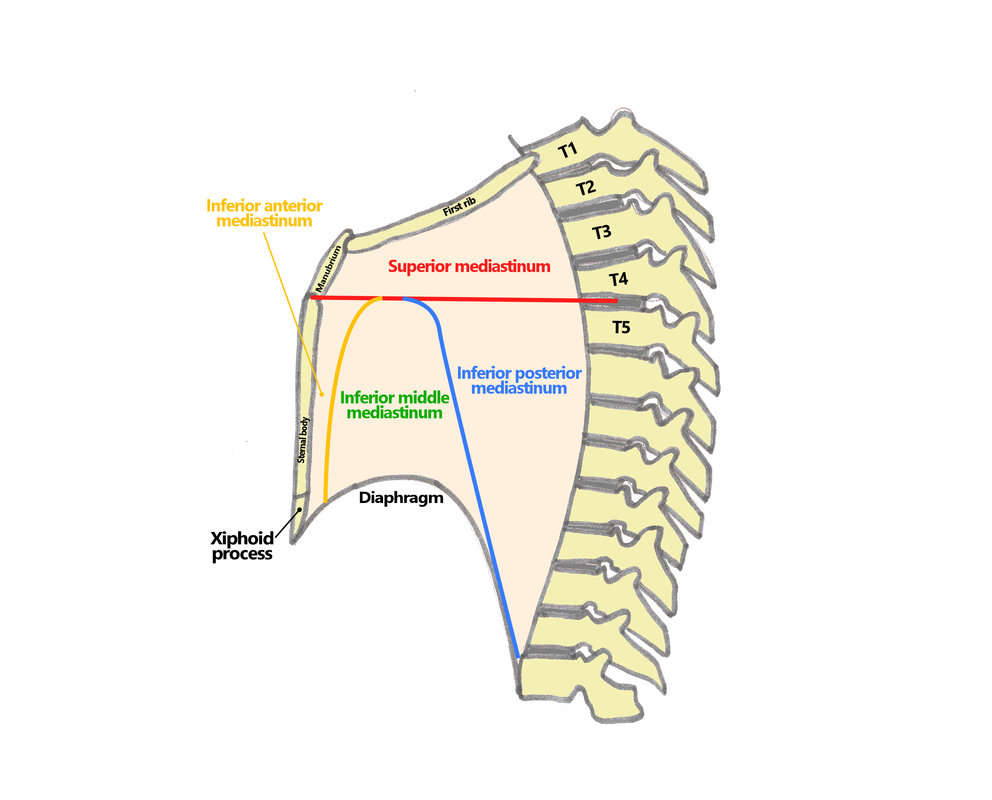 T1
T2
T3
T4
T5
First rib
Manubrium
Inferior anterior
mediastinum
Superior mediastinum
Inferior posterior
mediastinum
Inferior middle
mediastinum
Sternal body
Diaphragm
Xiphoid
process